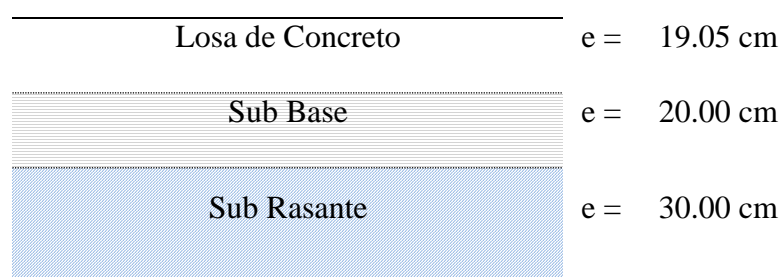 Losa de Concreto e = 19.05 cm
Sub Base e = 20.00 cm
Sub Rasante e = 30.00 cm